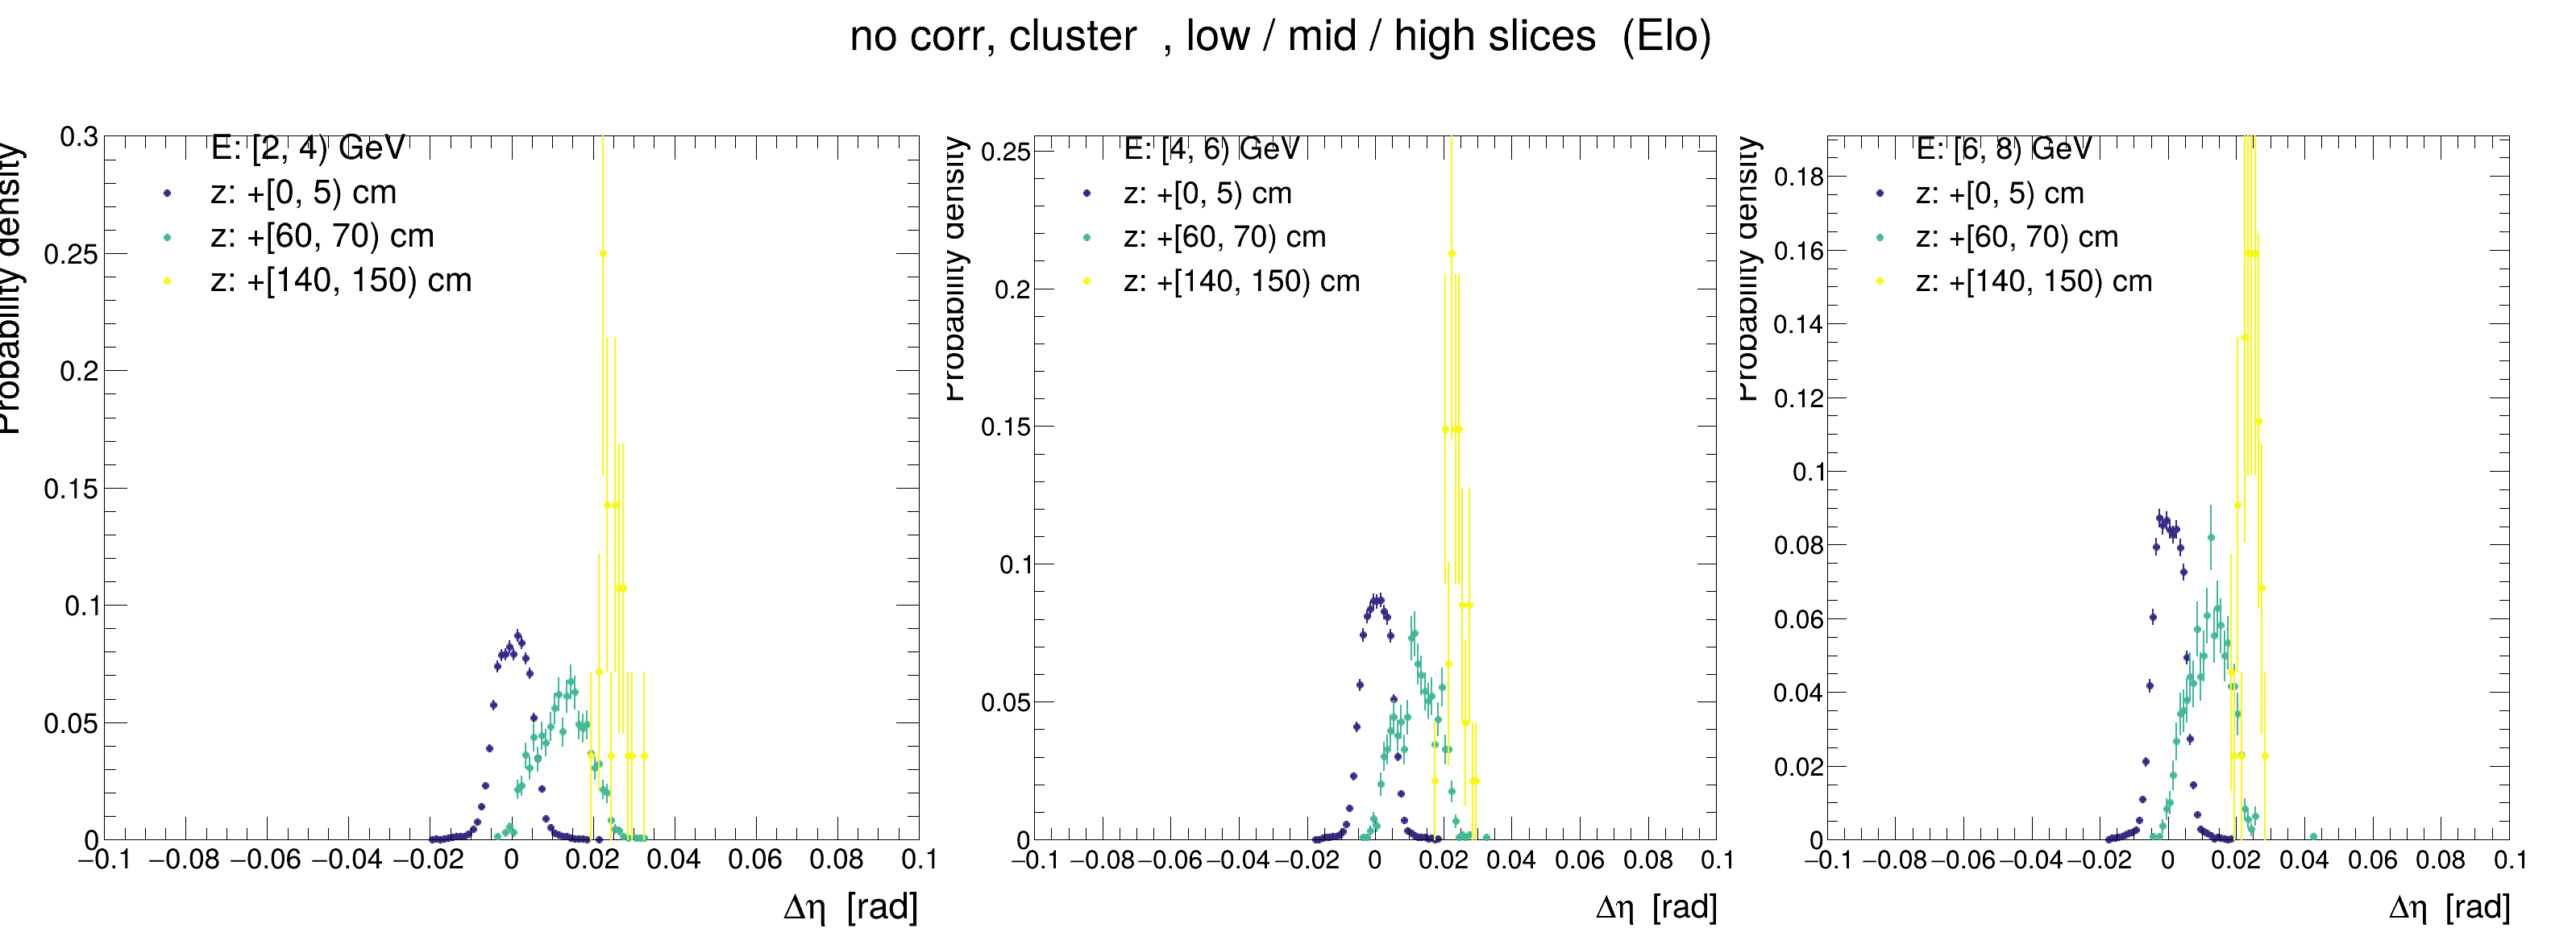 no corr, cluster , low / mid / high slices (Elo)
Probability density
E: [2, 4) GeV
z: +[0, 5) cm
z: +[60, 70) cm
z: +[140, 150) cm
0.3
0.25
0.2
0.15
0.1
0.05
0
−0.1 −0.08 −0.06 −0.04 −0.02 0 0.02 0.04 0.06 0.08 0.1
Δη [rad]
Probability density
E: [4, 6) GeV
z: +[0, 5) cm
z: +[60, 70) cm
z: +[140, 150) cm
0.25
0.2
0.15
0.1
0.05
0
−0.1 −0.08 −0.06 −0.04 −0.02 0 0.02 0.04 0.06 0.08 0.1
Δη [rad]
Probability density
E: [6, 8) GeV
z: +[0, 5) cm
z: +[60, 70) cm
z: +[140, 150) cm
0.18
0.16
0.14
0.12
0.1
0.08
0.06
0.04
0.02
0
−0.1 −0.08 −0.06 −0.04 −0.02 0 0.02 0.04 0.06 0.08 0.1
Δη [rad]